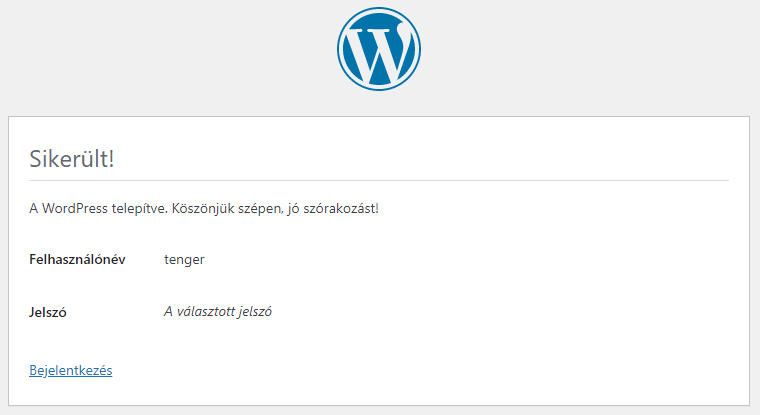 Sikerült!
A WordPress telepítve. Köszönjük szépen, jó szórakozást!
Felhasználónév tenger
Jelszó A választott jelszó
Bejelentkezés